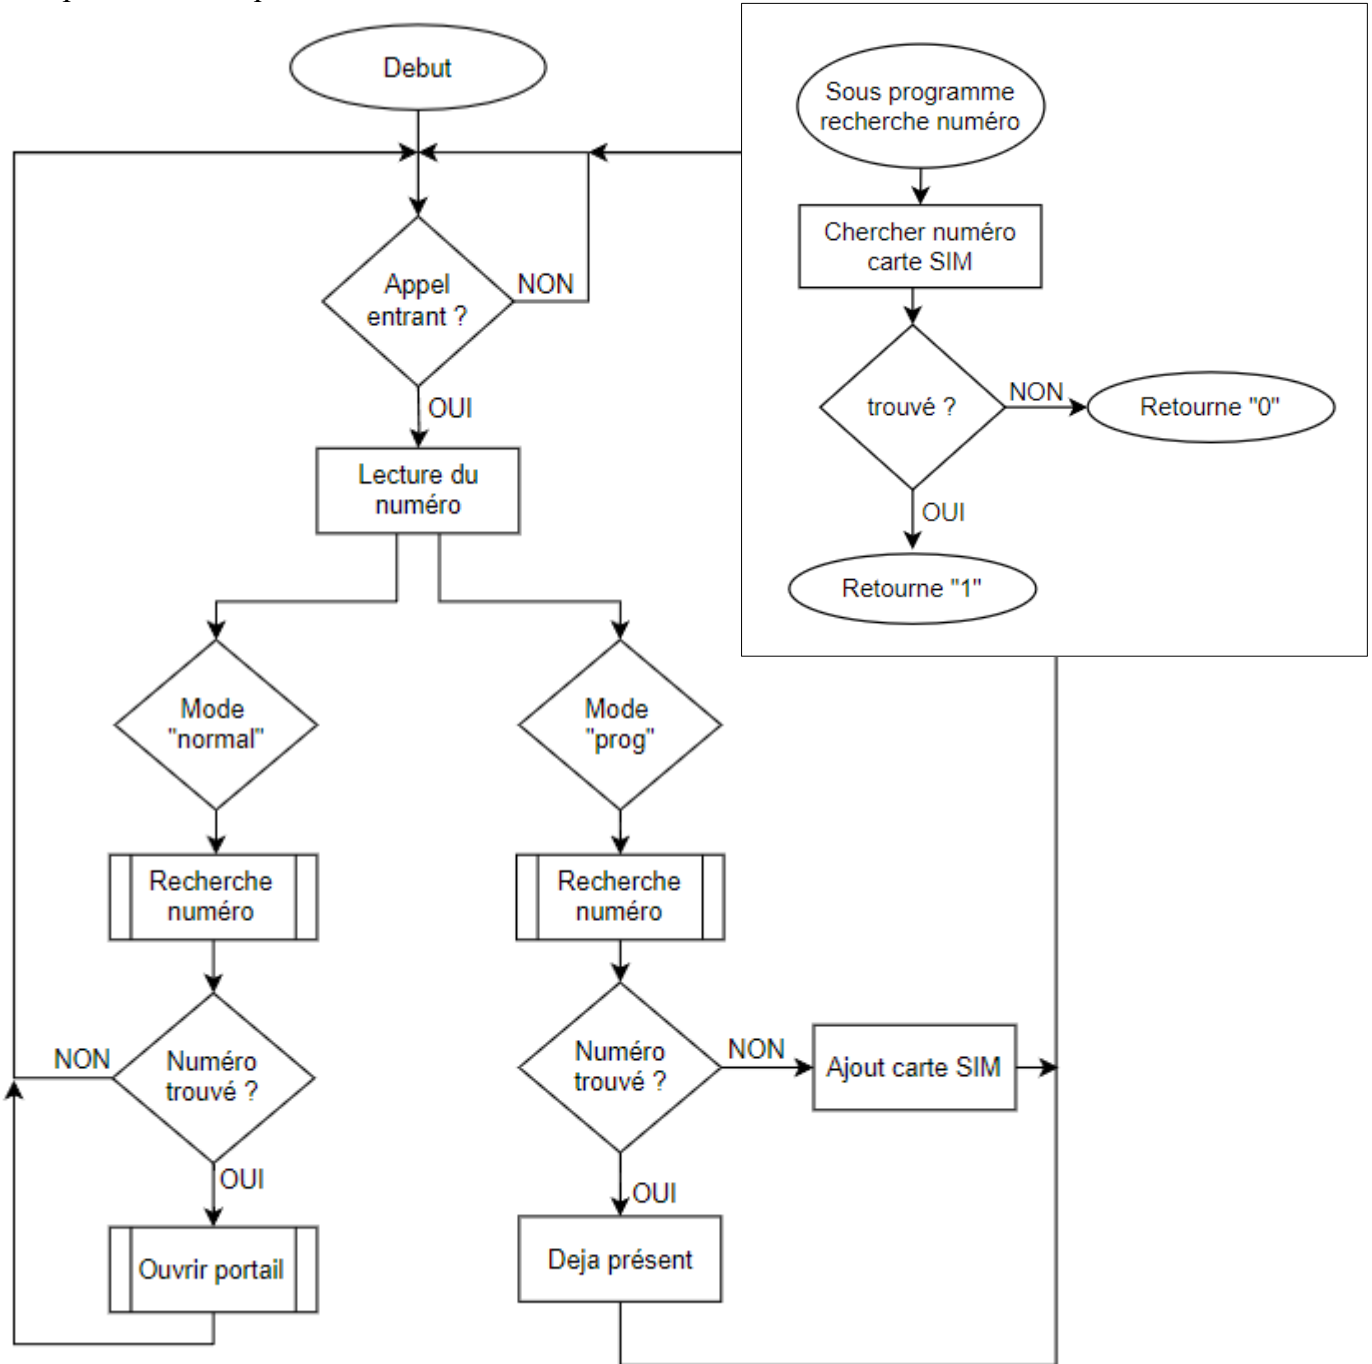 Debut
Sous programme
recherche numéro
Chercher numéro
carte SIM
Appel
entrant ?
NON
OUI
trouvé ?
NON
Retourne "0"
OUI
Retourne "1"
Lecture du
numéro
Mode
"normal"
Mode
"prog"
Recherche
numéro
Recherche
numéro
Numéro
trouvé ?
NON
OUI
Numéro
trouvé ?
NON
Ajout carte SIM
OUI
Ouvrir portail
Deja présent